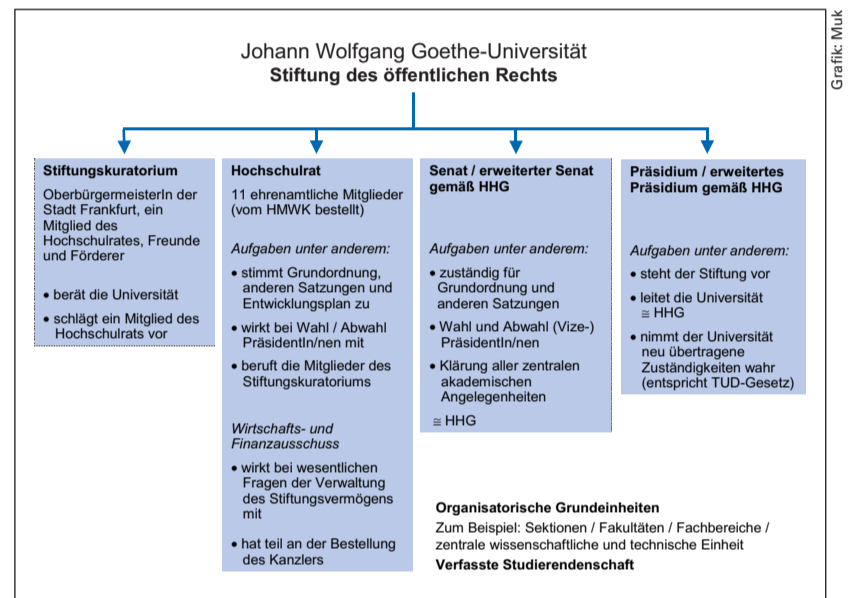 Johann Wolfgang Goethe-Universität
Stiftung des öffentlichen Rechts
Stiftungskuratorium
OberbürgermeisterIn der
Stadt Frankfurt, ein
Mitglied des
Hochschulrates, Freunde
und Förderer
• berät die Universität
• schlägt ein Mitglied des
Hochschulrats vor
Hochschulrat
11 ehrenamtliche Mitglieder
(vom HMWK bestellt)
Aufgaben unter anderem:
• stimmt Grundordnung,
anderen Satzungen und
Entwicklungsplan zu
• wirkt bei Wahl / Abwahl
PräsidentIn/nen mit
• beruft die Mitglieder des
Stiftungskuratoriums
Wirtschafts- und
Finanzausschuss
• wirkt bei wesentlichen
Fragen der Verwaltung
des Stiftungsvermögens
mit
• hat teil an der Bestellung
des Kanzlers
Senat / erweiterter Senat
gemäß HHG
Aufgaben unter anderem:
• zuständig für
Grundordnung und
anderen Satzungen
• Wahl und Abwahl (Vize-)
PräsidentIn/nen
• Klärung aller zentralen
akademischen
Angelegenheiten
≅ HHG
Präsidium / erweitertes
Präsidium gemäß HHG
Aufgaben unter anderem:
• steht der Stiftung vor
• leitet die Universität
≅ HHG
• nimmt der Universität
neu übertragene
Zuständigkeiten wahr
(entspricht TUD-Gesetz)
Organisatorische Grundeinheiten
Zum Beispiel: Sektionen / Fakultäten / Fachbereiche /
zentrale wissenschaftliche und technische Einheit
Verfasste Studierendenschaft
Grafik: Muk